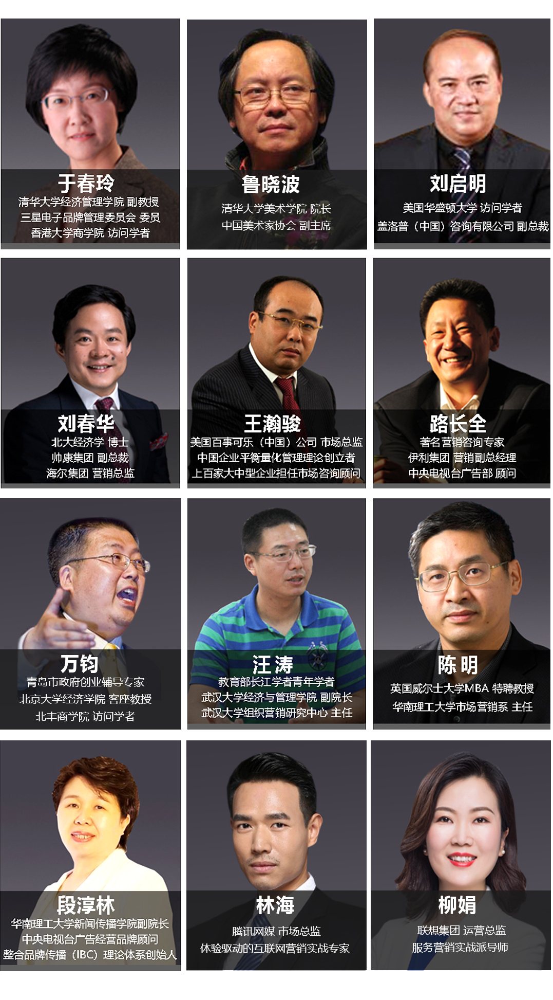 于春玲
清华大学经济管理学院 副教授
三星电子品牌管理委员会 委员
香港大学商学院 访问学者
鲁晓波
清华大学美术学院 院长
中国美术家协会 副主席
刘启明
美国华盛顿大学 访问学者
盖洛普（中国）咨询有限公司 副总裁
刘春华
北大经济学 博士
帅康集团 副总裁
海尔集团 营销总监
王瀚骏
美国百事可乐（中国）公司 市场总监
中国企业平衡量化管理理论创立者
上百家大中型企业担任市场咨询顾问
路长全
著名营销咨询专家
伊利集团 营销副总经理
中央电视台广告部 顾问
万钧
青岛市政府创业辅导专家
北京大学经济学院 客座教授
北丰商学院 访问学者
汪涛
教育部长江学者青年学者
武汉大学经济与管理学院 副院长
武汉大学组织营销研究中心 主任
陈明
英国威尔士大学MBA 特聘教授
华南理工大学市场营销系 主任
段淳林
华南理工大学新闻传播学院副院长
中央电视台广告经营品牌顾问
整合品牌传播（IBC）理论体系创始人
林海
腾讯网媒 市场总监
体验驱动的互联网营销实战专家
柳娟
联想集团 运营总监
服务营销实战派导师